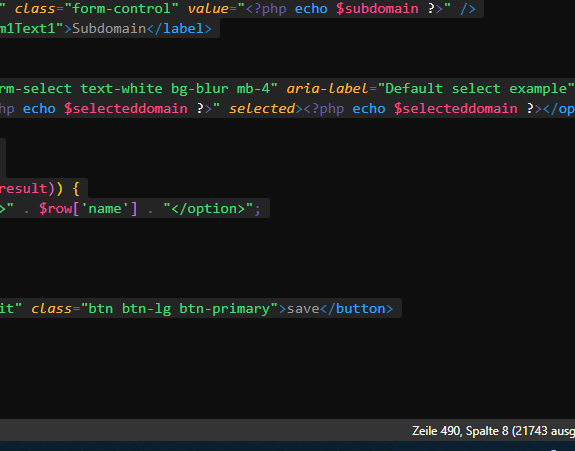 " class="form-control" value="<?php echo $subdomain ?>" />
m1Text1">Subdomain</label>
rm-select text-white bg-blur mb-4" aria-label="Default select example"
hp echo $selecteddomain ?>" selected><?php echo $selecteddomain ?></op
result)) {
>" . $row['name'] . "</option>";
it" class="btn btn-lg btn-primary">save</button>
Zeile 490, Spalte 8 (21743 ausg